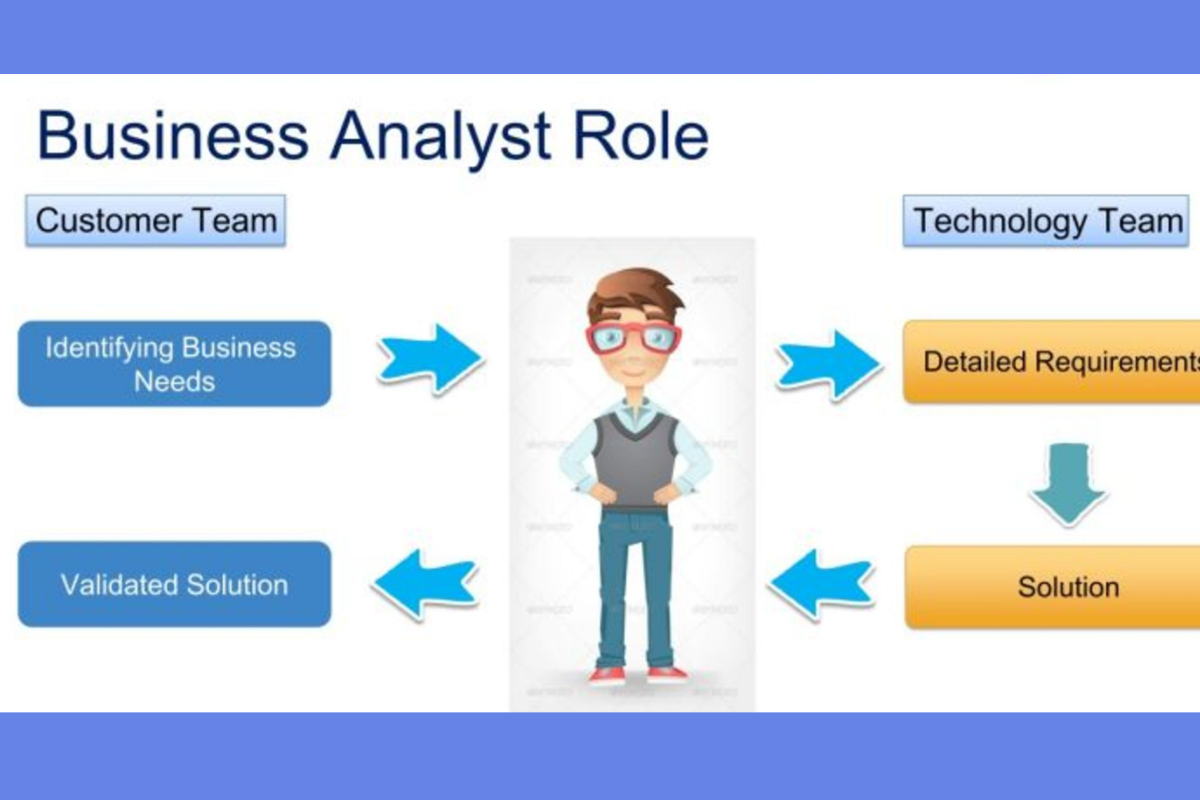 Business Analyst Role
Customer Team
Technology Team
Identifying Business
Needs
Detailed Requirements
Validated Solution
Solution